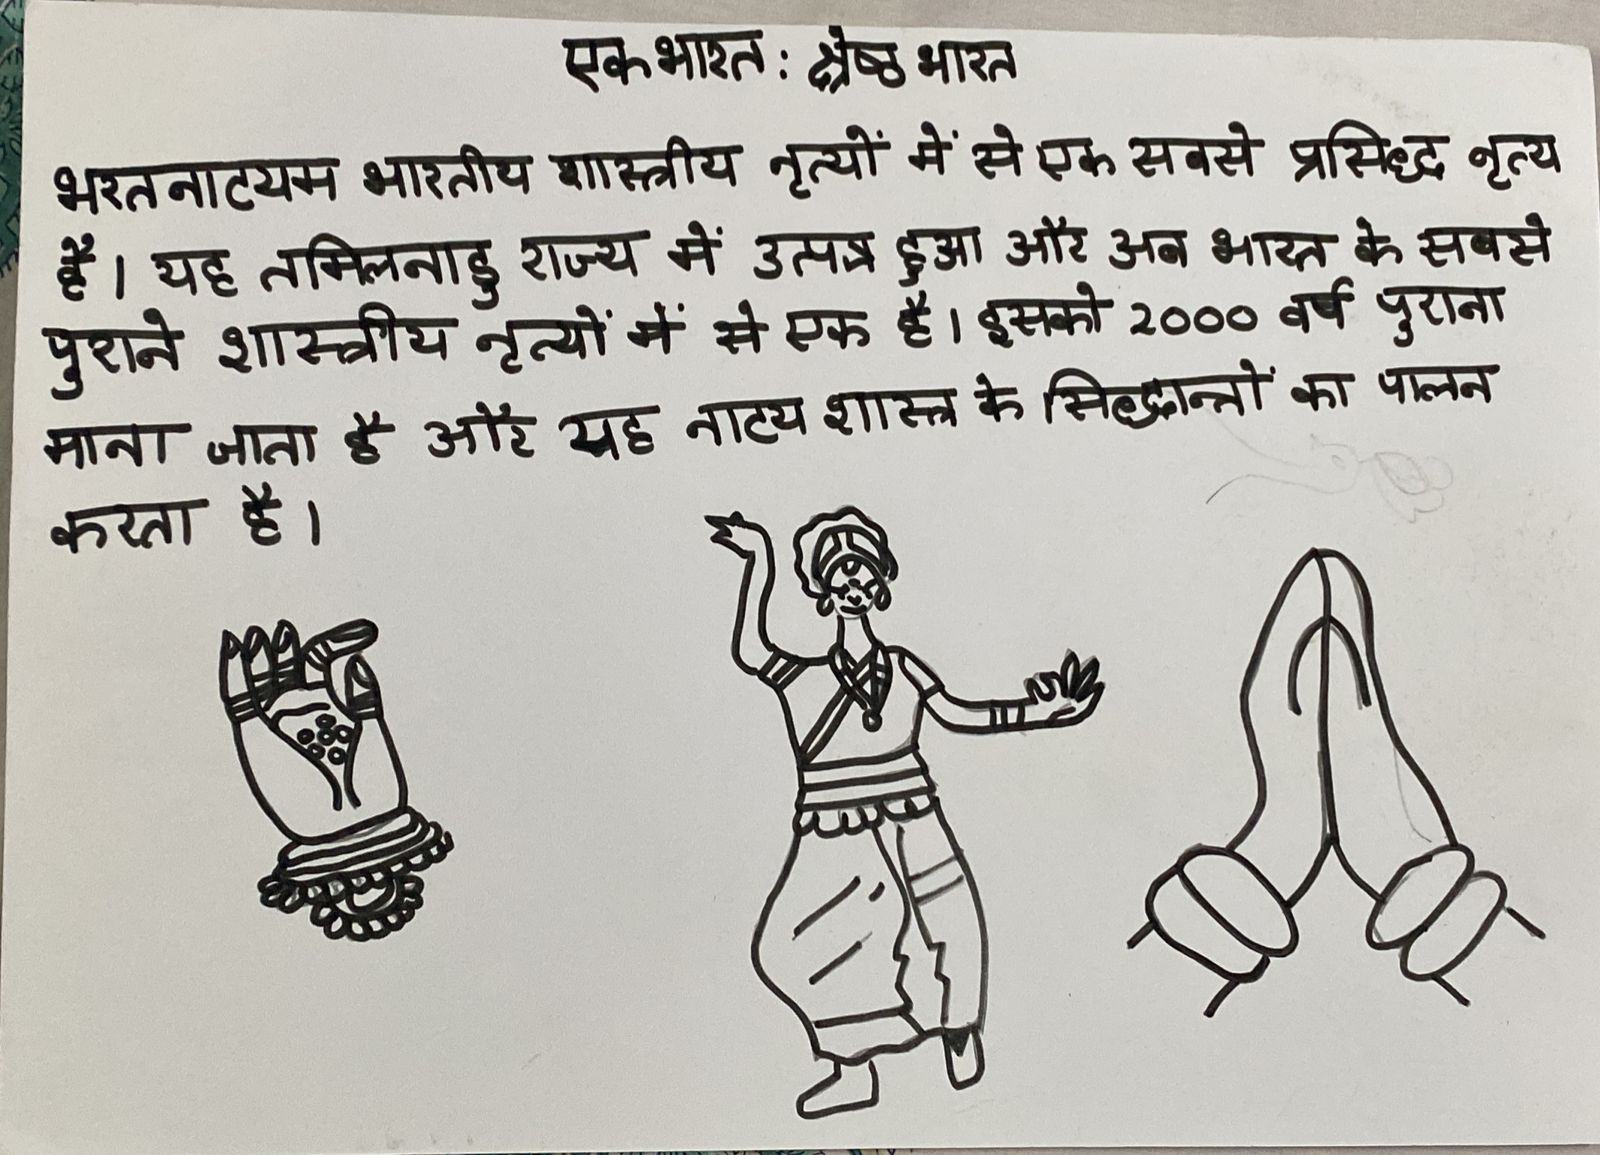 एक भारत : श्रेष्ठ भारत
भरतनाटयम भारतीय शास्त्रीय नृत्यों में से एक सबसे प्रसिद्ध नृत्य
है। यह तमिलनाडु राज्य में उत्पन्न हुआ और अब भारत के सबसे
पुराने शास्त्रीय नृत्यों में से एक है। इसको 2000 वर्ष पुराना
माना जाता है और यह नाटय शास्त्र के सिद्धान्तों का पालन
करता है।